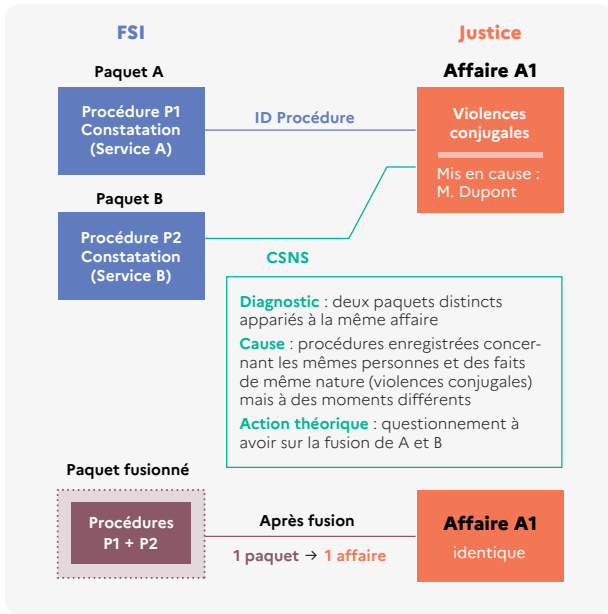 FSI
Justice
Paquet A
Affaire A1
Procédure P1
Constatation
(Service A)
ID Procédure
Violences
conjugales
Mis en cause :
M. Dupont
Paquet B
Procédure P2
Constatation
(Service B)
CSNS
Diagnostic : deux paquets distincts
appariés à la même affaire
Cause : procédures enregistrées concer-
nant les mêmes personnes et des faits
de même nature (violences conjugales)
mais à des moments différents
Action théorique : questionnement à
avoir sur la fusion de A et B
Paquet fusionné
Procédures
P1 + P2
Après fusion
1 paquet → 1 affaire
Affaire A1
identique